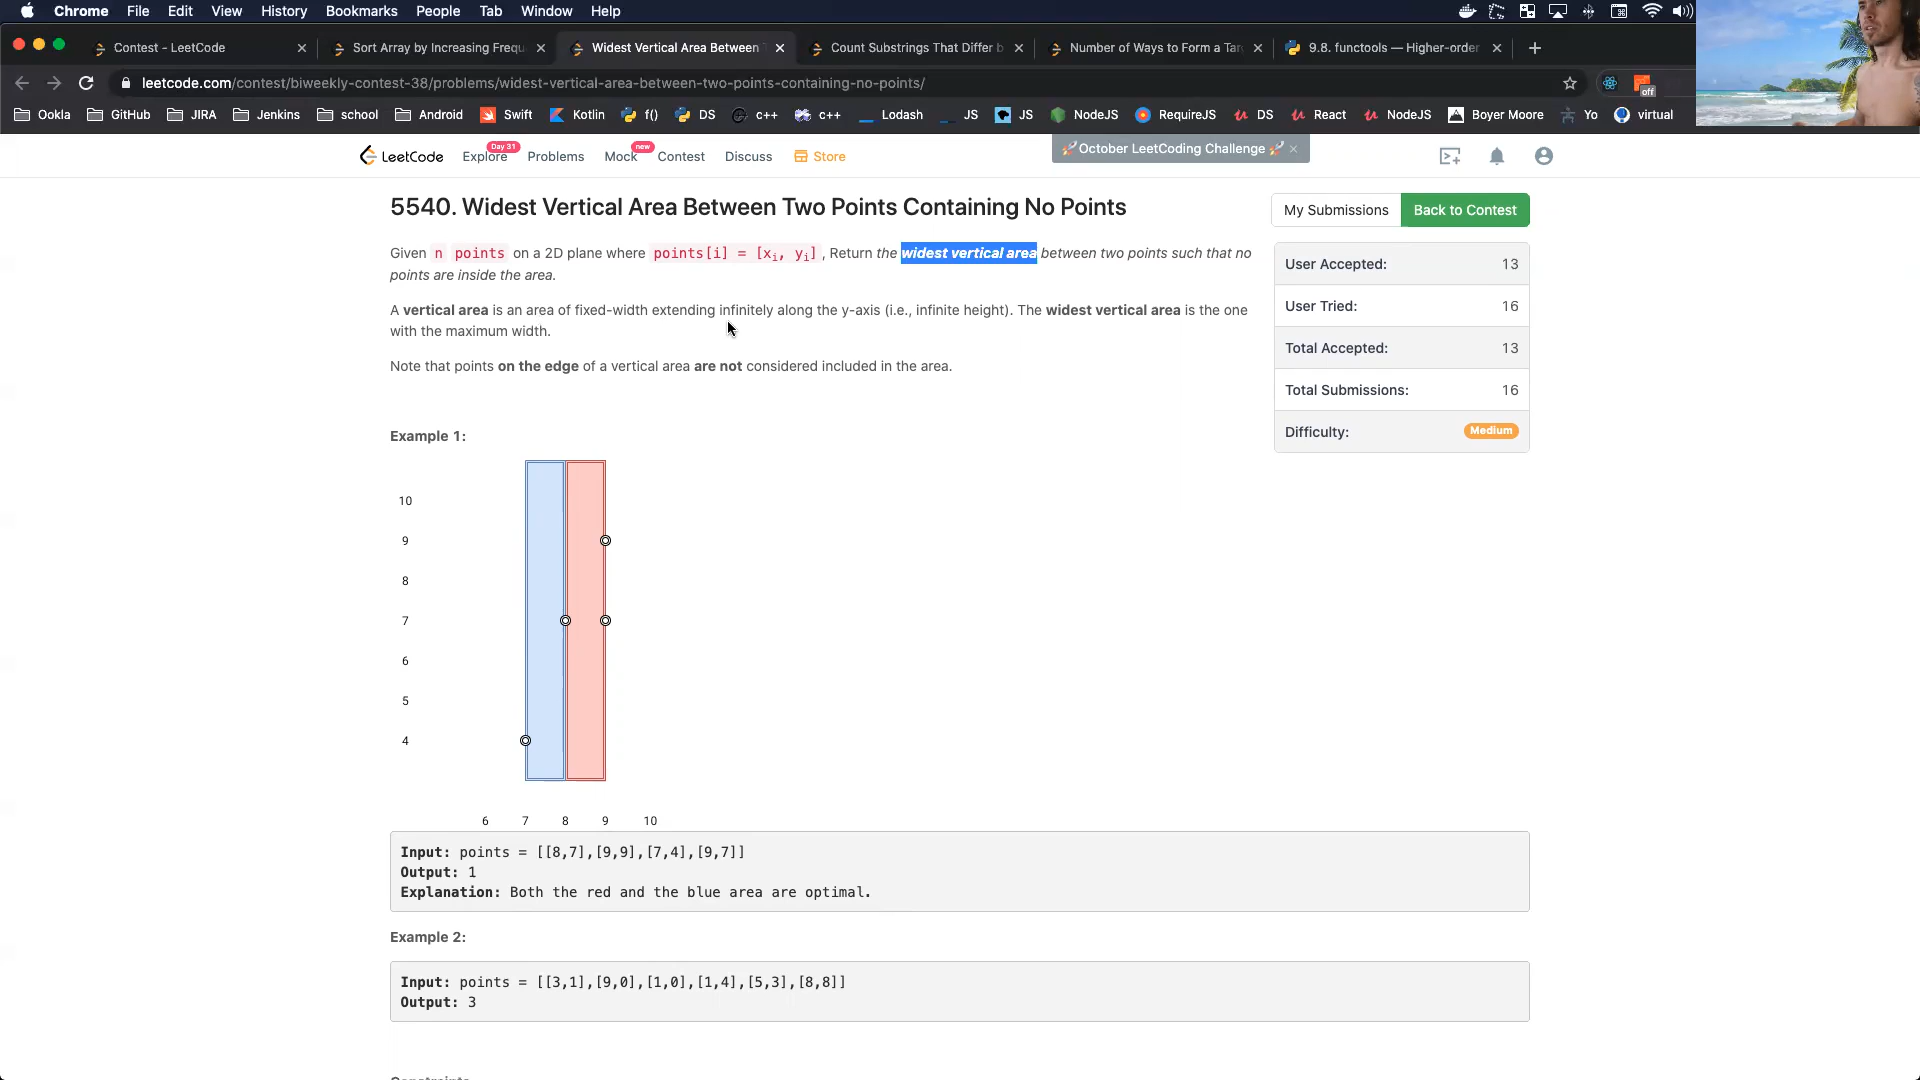 Chrome File Edit View History Bookmarks People Tab Window Help
Contest - LeetCode
Sort Array by Increasing Frequ
Widest Vertical Area Between T
Count Substrings That Differ b
Number of Ways to Form a Tar
9.8. functools — Higher-order
leetcode.com/contest/biweekly-contest-38/problems/widest-vertical-area-between-two-points-containing-no-points/
off
Ookla GitHub JIRA Jenkins school Android Swift Kotlin f() DS c++ c++ Lodash JS JS NodeJS RequireJS DS React NodeJS Boyer Moore Yo virtual
LeetCode Explore Day 31 Problems Mock new Contest Discuss Store
🚀October LeetCoding Challenge🚀 ×
5540. Widest Vertical Area Between Two Points Containing No Points
My Submissions Back to Contest
Given n points on a 2D plane where points[i] = [xi, yi], Return the widest vertical area between two points such that no
points are inside the area.
A vertical area is an area of fixed-width extending infinitely along the y-axis (i.e., infinite height). The widest vertical area is the one
with the maximum width.
Note that points on the edge of a vertical area are not considered included in the area.
User Accepted: 13
User Tried: 16
Total Accepted: 13
Total Submissions: 16
Difficulty: Medium
Example 1:
10
9
8
7
6
5
4
6 7 8 9 10
Input: points = [[8,7],[9,9],[7,4],[9,7]]
Output: 1
Explanation: Both the red and the blue area are optimal.
Example 2:
Input: points = [[3,1],[9,0],[1,0],[1,4],[5,3],[8,8]]
Output: 3